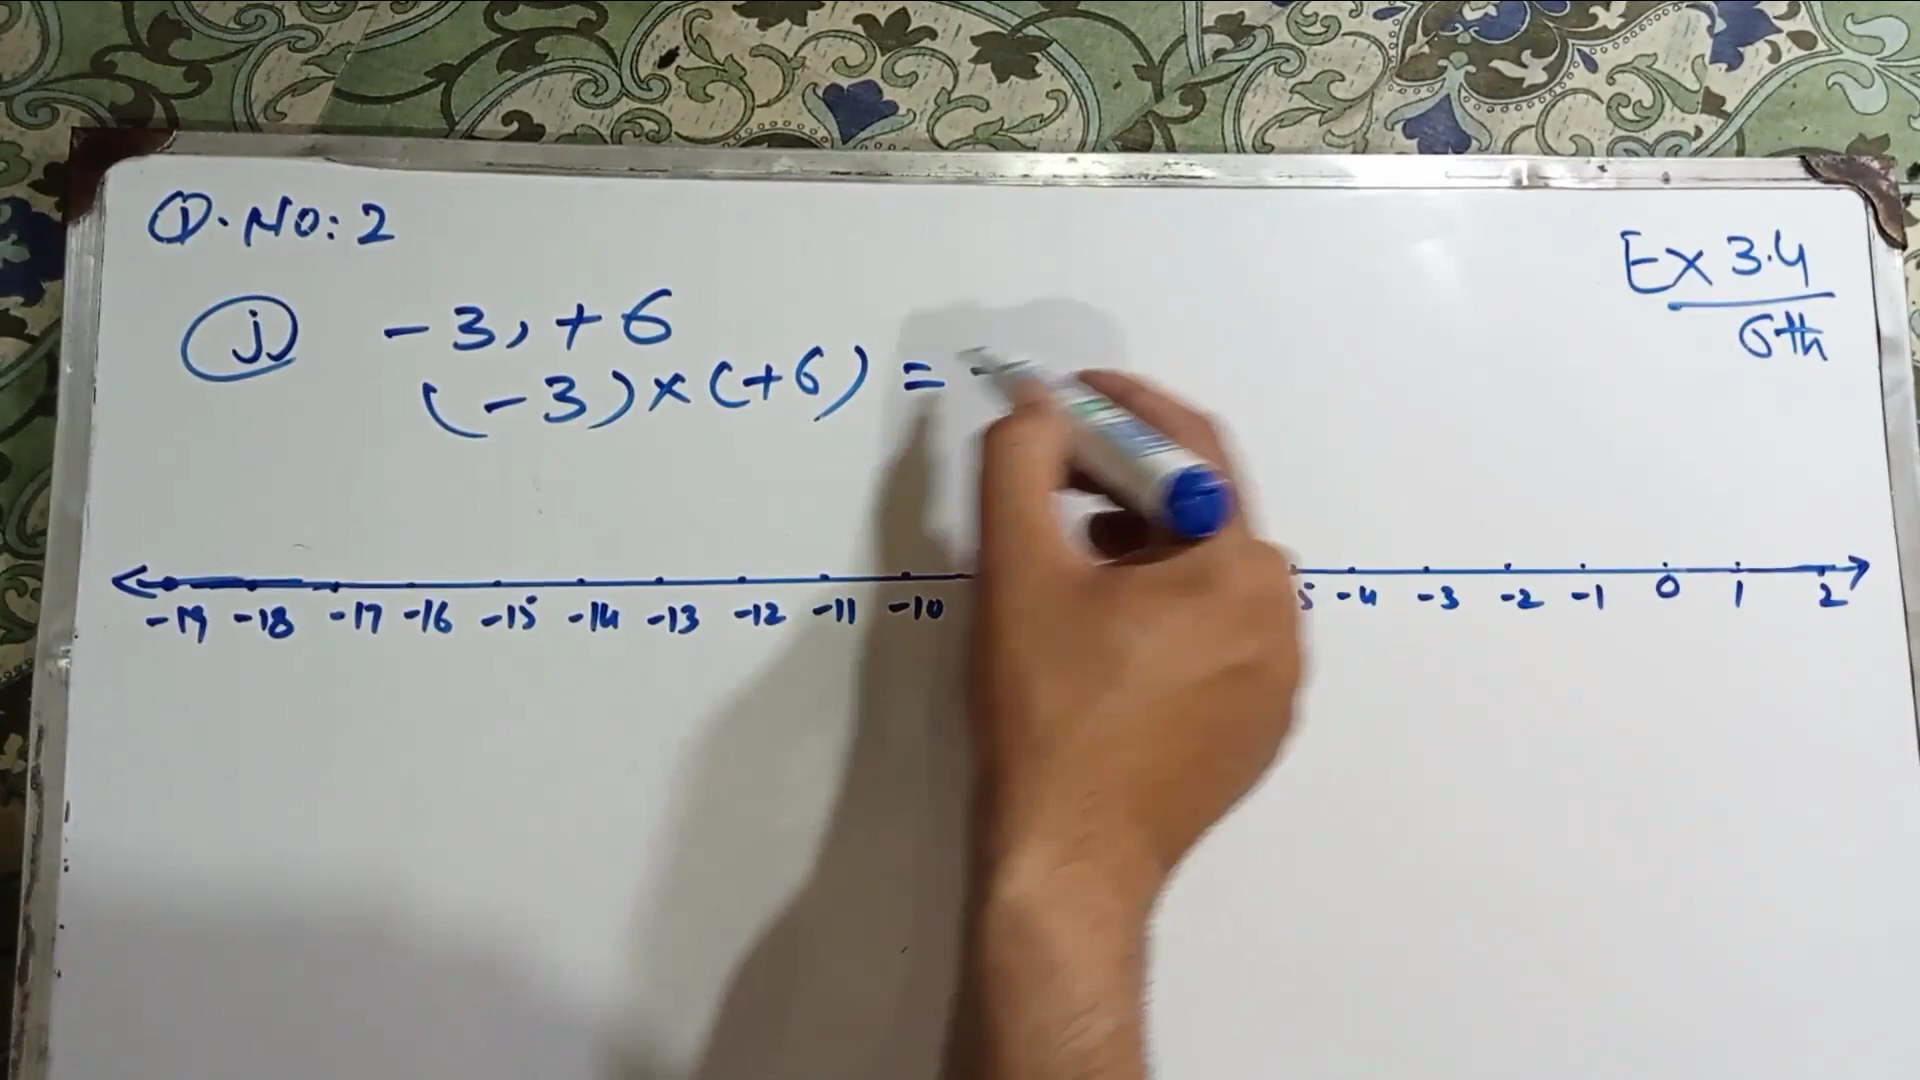 Q.No:2
Ex 3.4
6th
j -3, +6
(-3)×(+6) = -
-19 -18 -17 -16 -15 -14 -13 -12 -11 -10 5 -4 -3 -2 -1 0 1 2